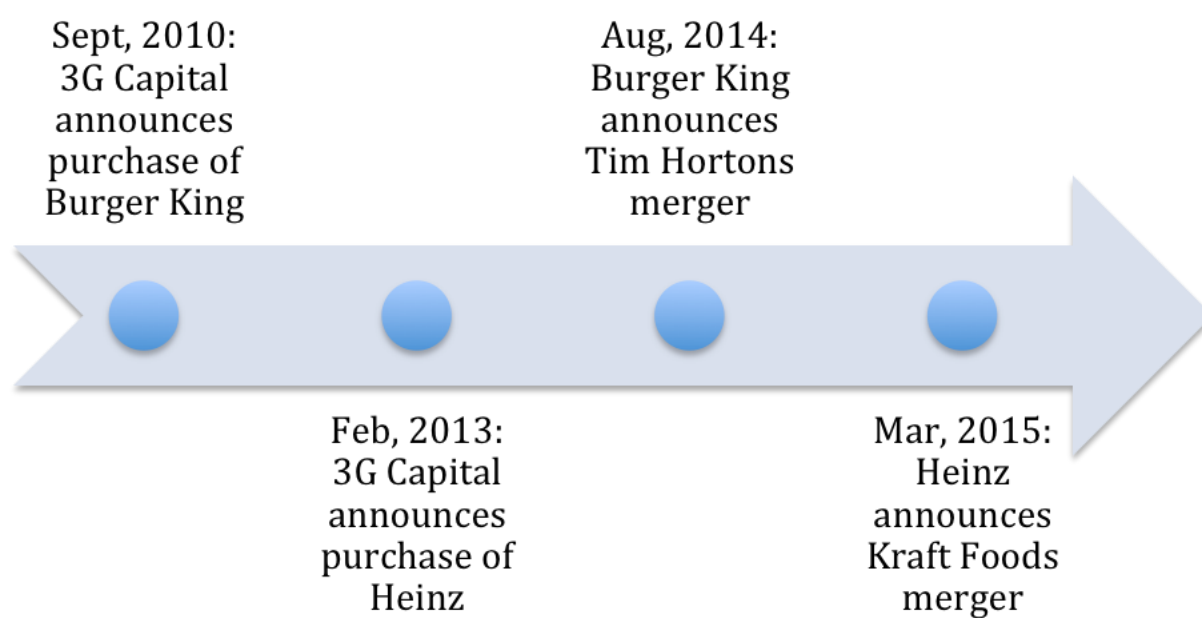 Sept, 2010:
3G Capital
announces
purchase of
Burger King
Feb, 2013:
3G Capital
announces
purchase of
Heinz
Aug, 2014:
Burger King
announces
Tim Hortons
merger
Mar, 2015:
Heinz
announces
Kraft Foods
merger